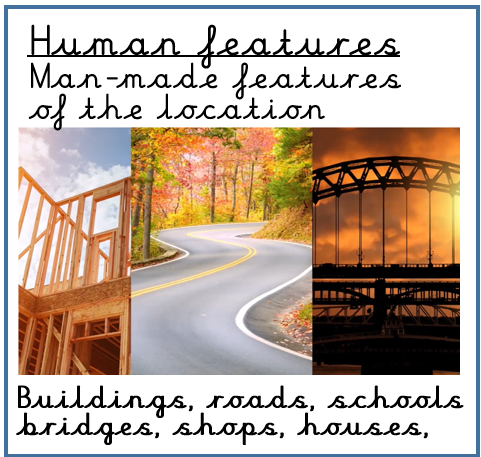 Human features
Man-made features
of the location
Buildings, roads, schools
bridges, shops, houses,